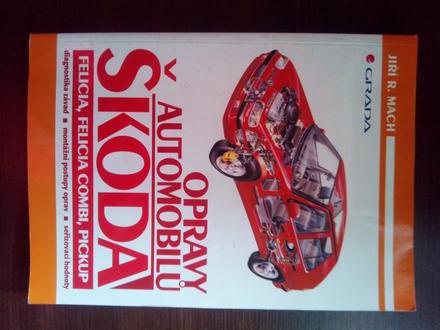 JIŘÍ R. MACH
GRADA
OPRAVY
AUTOMOBILŮ
ŠKODA
FELICIA, FELICIA COMBI, PICKUP
diagnostika závad ■ montážní postupy oprav ■ seřizovací hodnoty